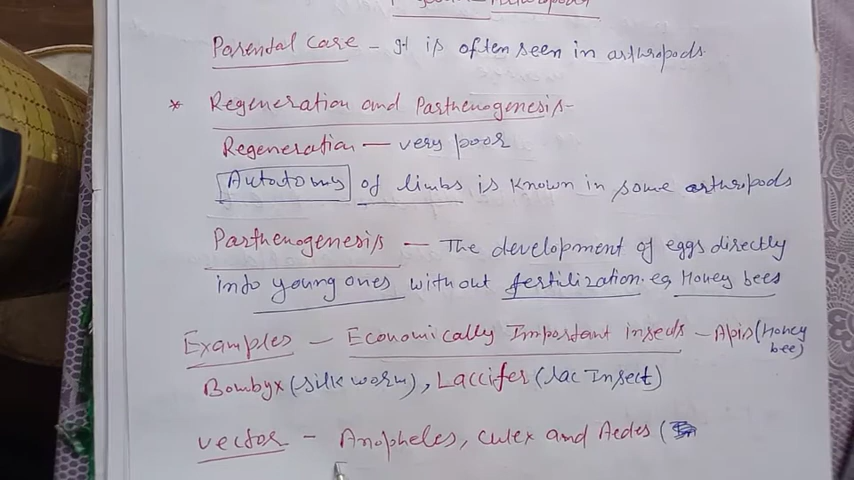 Parental Care - It is often seen in arthropods.
* Regeneration and Parthenogenesis-
Regeneration — very poor
Autotomy of limbs is known in some arthropods
Parthenogenesis — The development of eggs directly
into young ones without fertilization. eg Honey bees
Examples - Economically Important insects - Apis (Honey
bee)
Bombyx (silk worm), Laccifer (lac Insect)
vector - Anopheles, culex and Aedes (